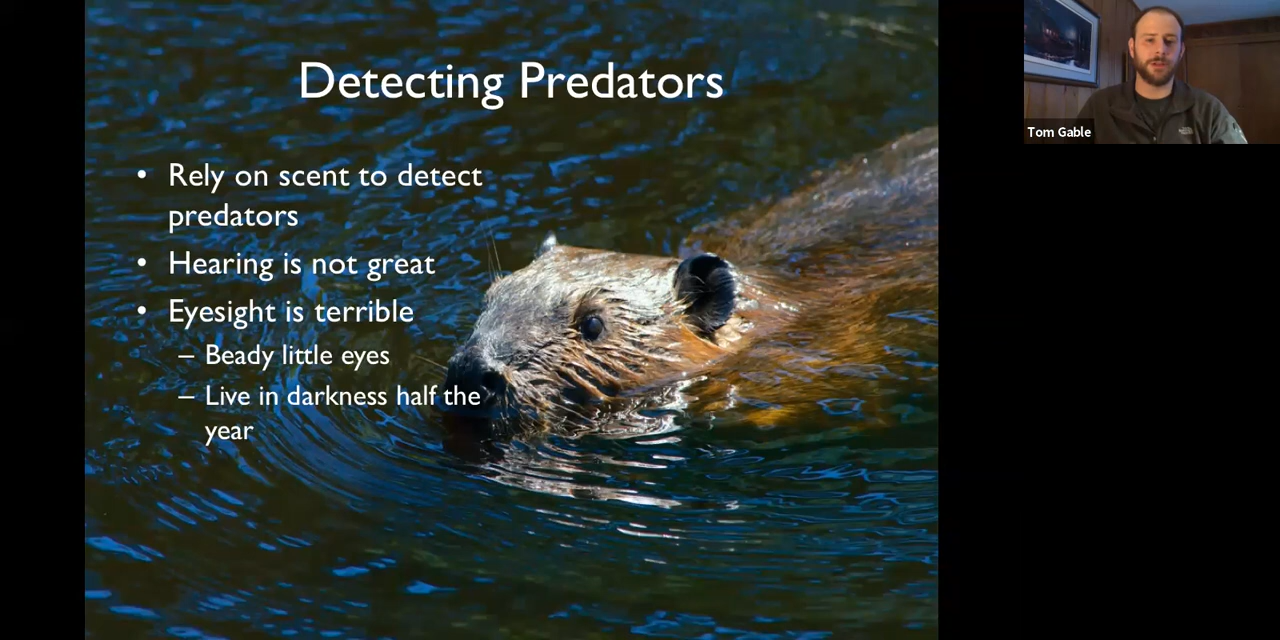 Detecting Predators
• Rely on scent to detect
predators
• Hearing is not great
• Eyesight is terrible
– Beady little eyes
– Live in darkness half the
year
Tom Gable